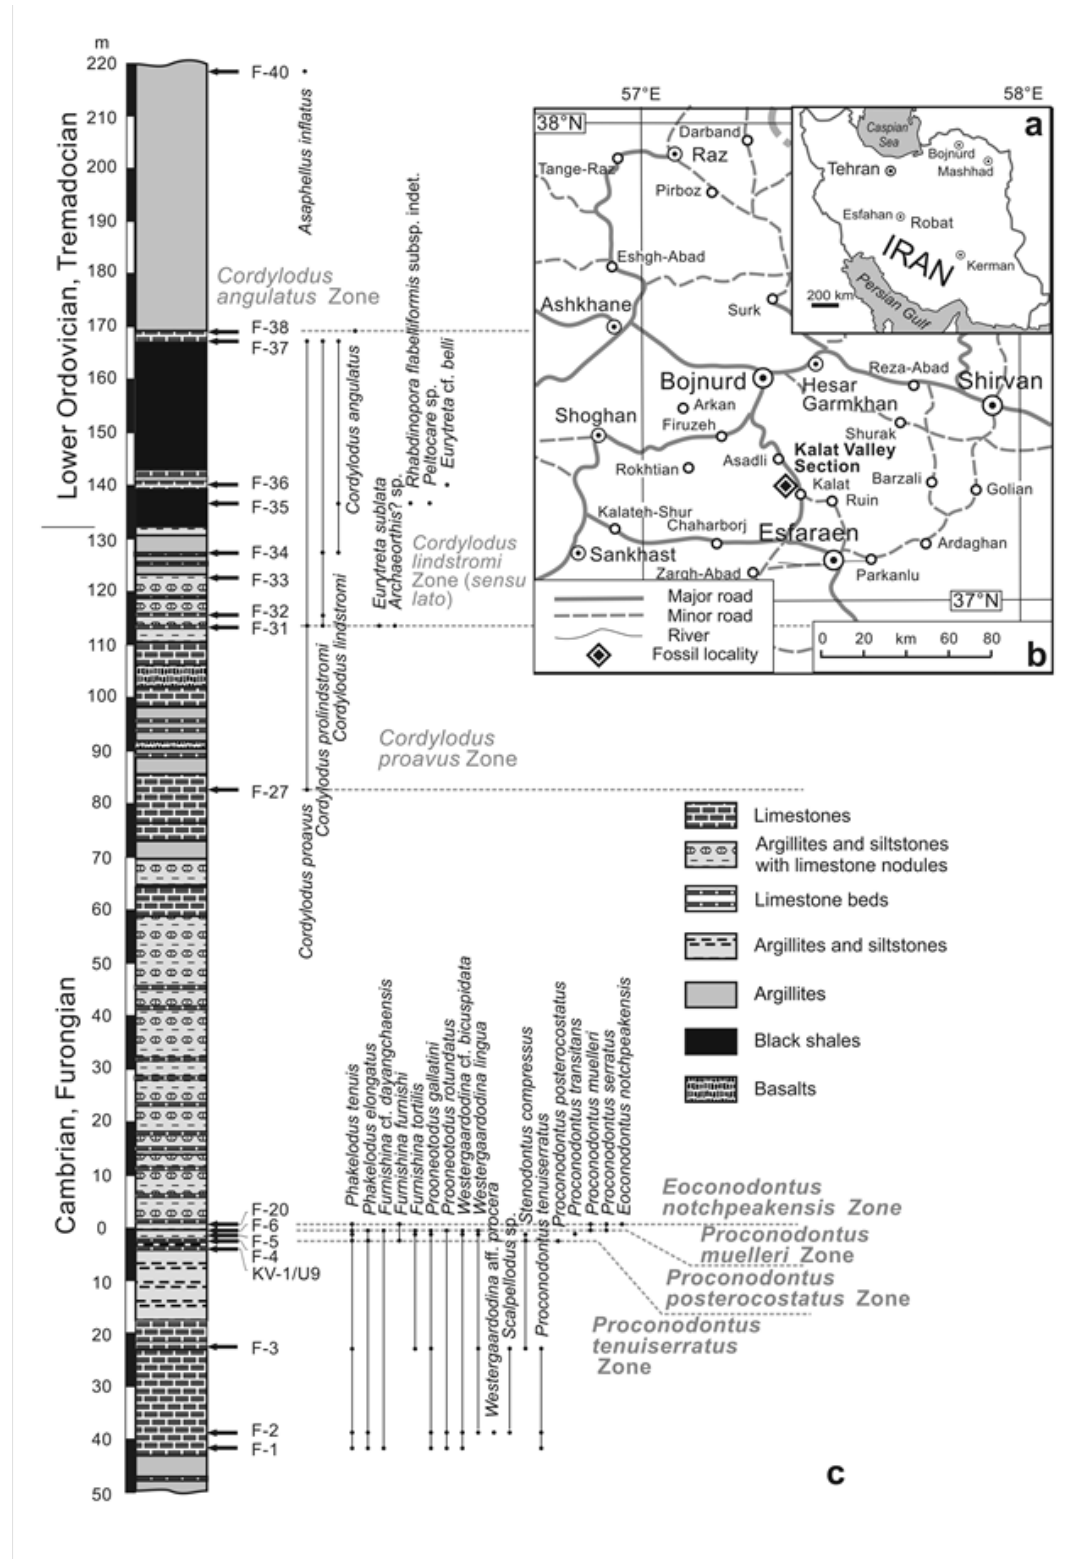 m
220
210
200
190
180
170
160
150
140
130
120
110
100
90
80
70
60
50
40
30
20
10
0
10
20
30
40
50
Lower Ordovician, Tremadocian
Cambrian, Furongian
F-40
F-38
F-37
F-36
F-35
F-34
F-33
F-32
F-31
F-27
F-20
F-6
F-5
F-4
KV-1/U9
F-3
F-2
F-1
Asaphellus inflatus
Cordylodus
angulatus Zone
Cordylodus angulatus
Rhabdinopora flabelliformis subsp. indet.
Peltocare sp.
Eurytreta cf. belli
Eurytreta sublata
Archaeorthis? sp.
Cordylodus
lindstromi
Zone (sensu
lato)
Cordylodus proavus
Cordylodus prolindstromi
Cordylodus lindstromi
Cordylodus
proavus Zone
Phakelodus tenuis
Phakelodus elongatus
Furnishina cf. dayangchaensis
Furnishina furnishi
Furnishina tortilis
Prooneotodus gallatini
Prooneotodus rotundatus
Westergaardodina cf. bicuspidata
Westergaardodina lingua
Westergaardodina aff. procera
Scalpellodus sp.
Stenodontus compressus
Proconodontus tenuiserratus
Proconodontus posterocostatus
Proconodontus transitans
Proconodontus muelleri
Proconodontus serratus
Eoconodontus notchpeakensis
Eoconodontus
notchpeakensis Zone
Proconodontus
muelleri Zone
Proconodontus
posterocostatus Zone
Proconodontus
tenuiserratus
Zone
57°E
58°E
38°N
37°N
a
Caspian
Sea
Bojnurd
Mashhad
Tehran
Esfahan
Robat
IRAN
Kerman
200 km
Persian Gulf
Darband
Raz
Tange-Raz
Pirboz
Eshgh-Abad
Surk
Ashkhane
Bojnurd
Hesar
Garmkhan
Reza-Abad
Shirvan
Arkan
Shoghan
Firuzeh
Shurak
Asadli
Kalat Valley
Section
Rokhtian
Kalat
Barzali
Ruin
Golian
Kalateh-Shur
Chaharborj
Esfaraen
Sankhast
Ardaghan
Zargh-Abad
Parkanlu
Major road
Minor road
River
Fossil locality
0 20 km 60 80
b
Limestones
Argillites and siltstones
with limestone nodules
Limestone beds
Argillites and siltstones
Argillites
Black shales
Basalts
c